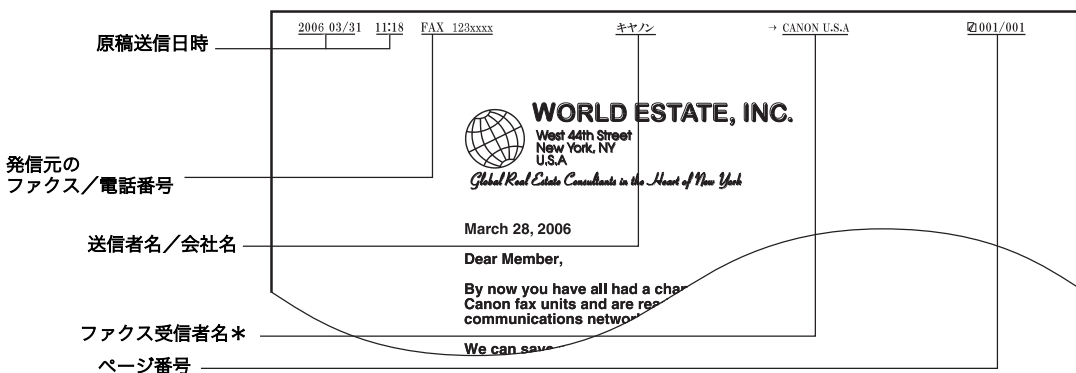 2006 03/31 11:18 FAX 123xxxx キヤノン → CANON U.S.A 001/001
原稿送信日時
WORLD ESTATE, INC.
West 44th Street
New York, NY
U.S.A
Global Real Estate Consultants in the Heart of New York
発信元の
ファクス／電話番号
March 28, 2006
送信者名／会社名
Dear Member,
By now you have all had a
Canon fax units and are
communications
ファクス受信者名＊
We can save
ページ番号